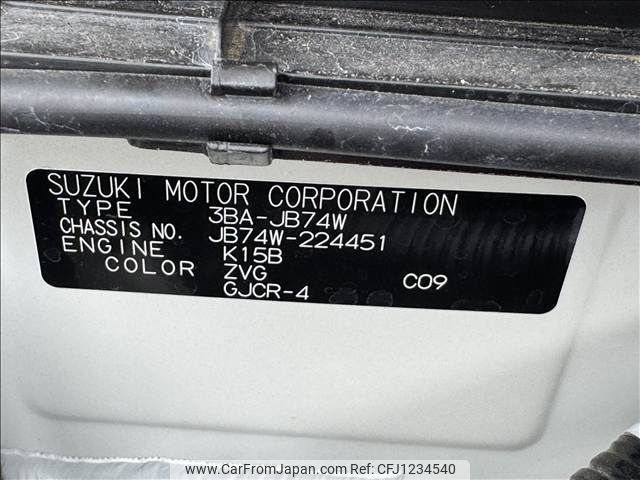 SUZUKI MOTOR CORPORATION
TYPE 3BA-JB74W
CHASSIS NO. JB74W-224451
ENGINE K15B
COLOR ZVG C09
GJCR-4
www.CarFromJapan.com Ref No. CFJ1234540